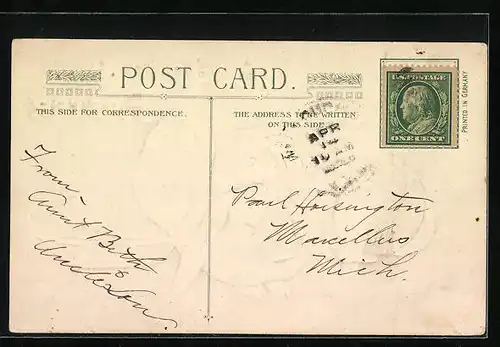 POST CARD.
THIS SIDE FOR CORRESPONDENCE.
THE ADDRESS TO BE WRITTEN
ON THIS SIDE
PRINTED IN GERMANY
U.S. POSTAGE
ONE CENT
APR
From
Aunt Beth
&
Paul
Marcellus
Mich.